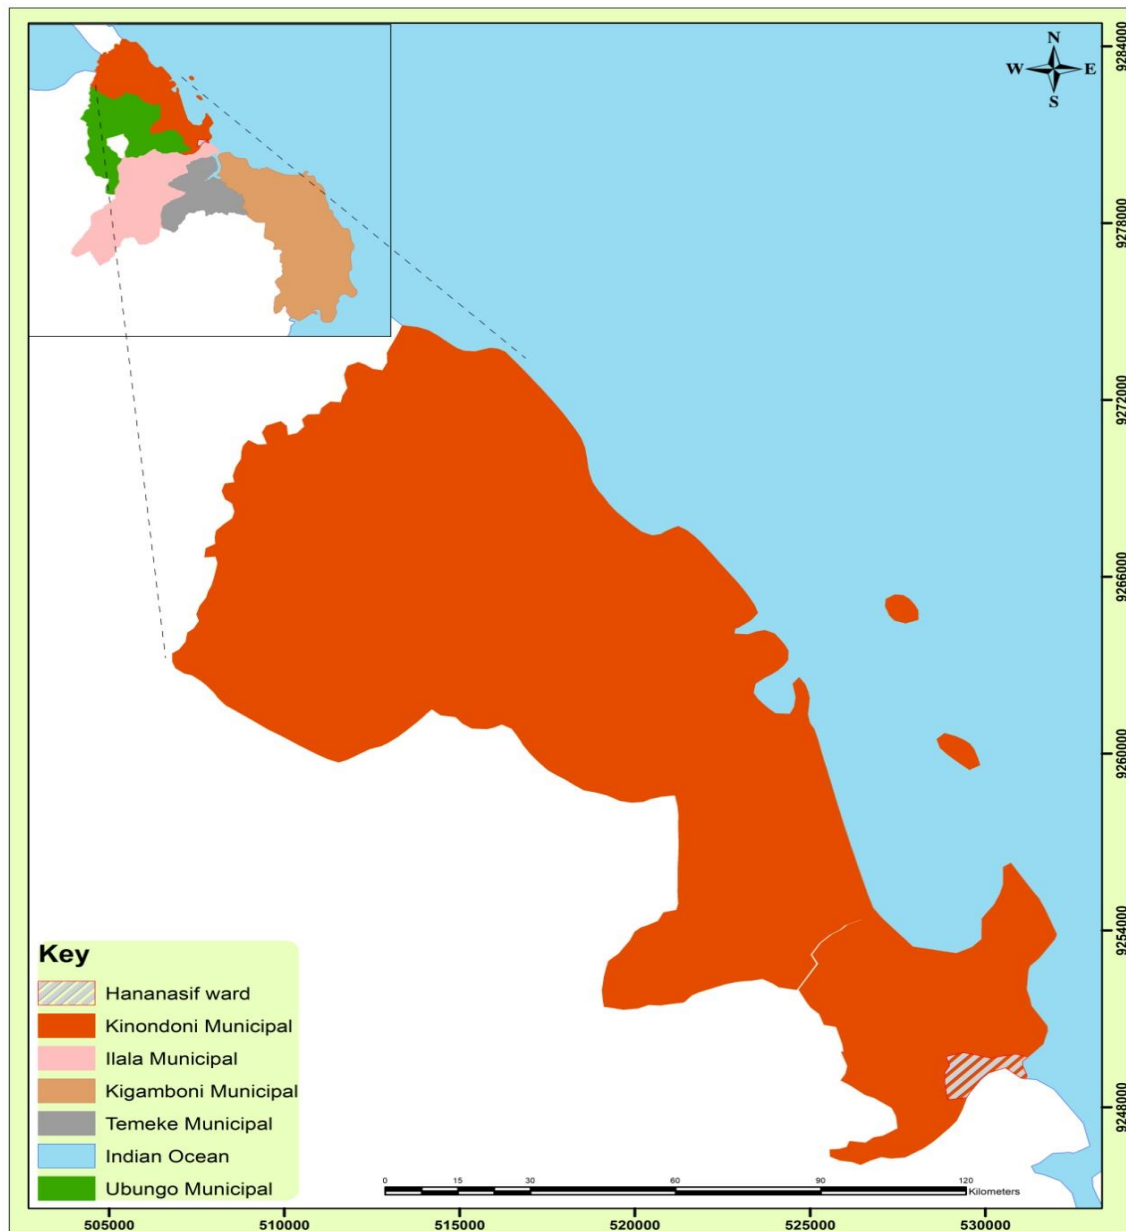 N
W E
S
9284000
9278000
9272000
9266000
9260000
9254000
9248000
Key
Hananasif ward
Kinondoni Municipal
Ilala Municipal
Kigamboni Municipal
Temeke Municipal
Indian Ocean
Ubungo Municipal
0 15 30 60 90 120
Kilometers
505000 510000 515000 520000 525000 530000